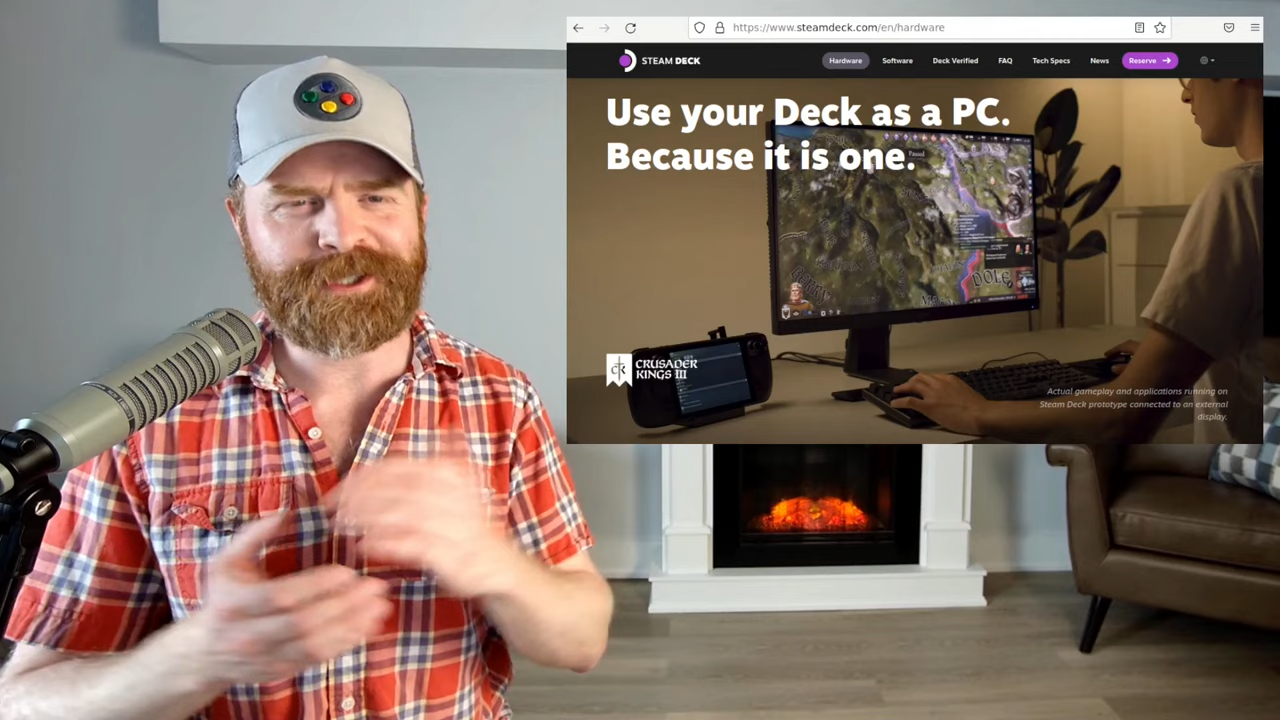 https://www.steamdeck.com/en/hardware
STEAM DECK
Hardware
Software
Deck Verified
FAQ
Tech Specs
News
Reserve →
Use your Deck as a PC.
Because it is one.
DOLE
CRUSADER
KINGS III
Actual gameplay and applications running on
Steam Deck prototype connected to an external
display.